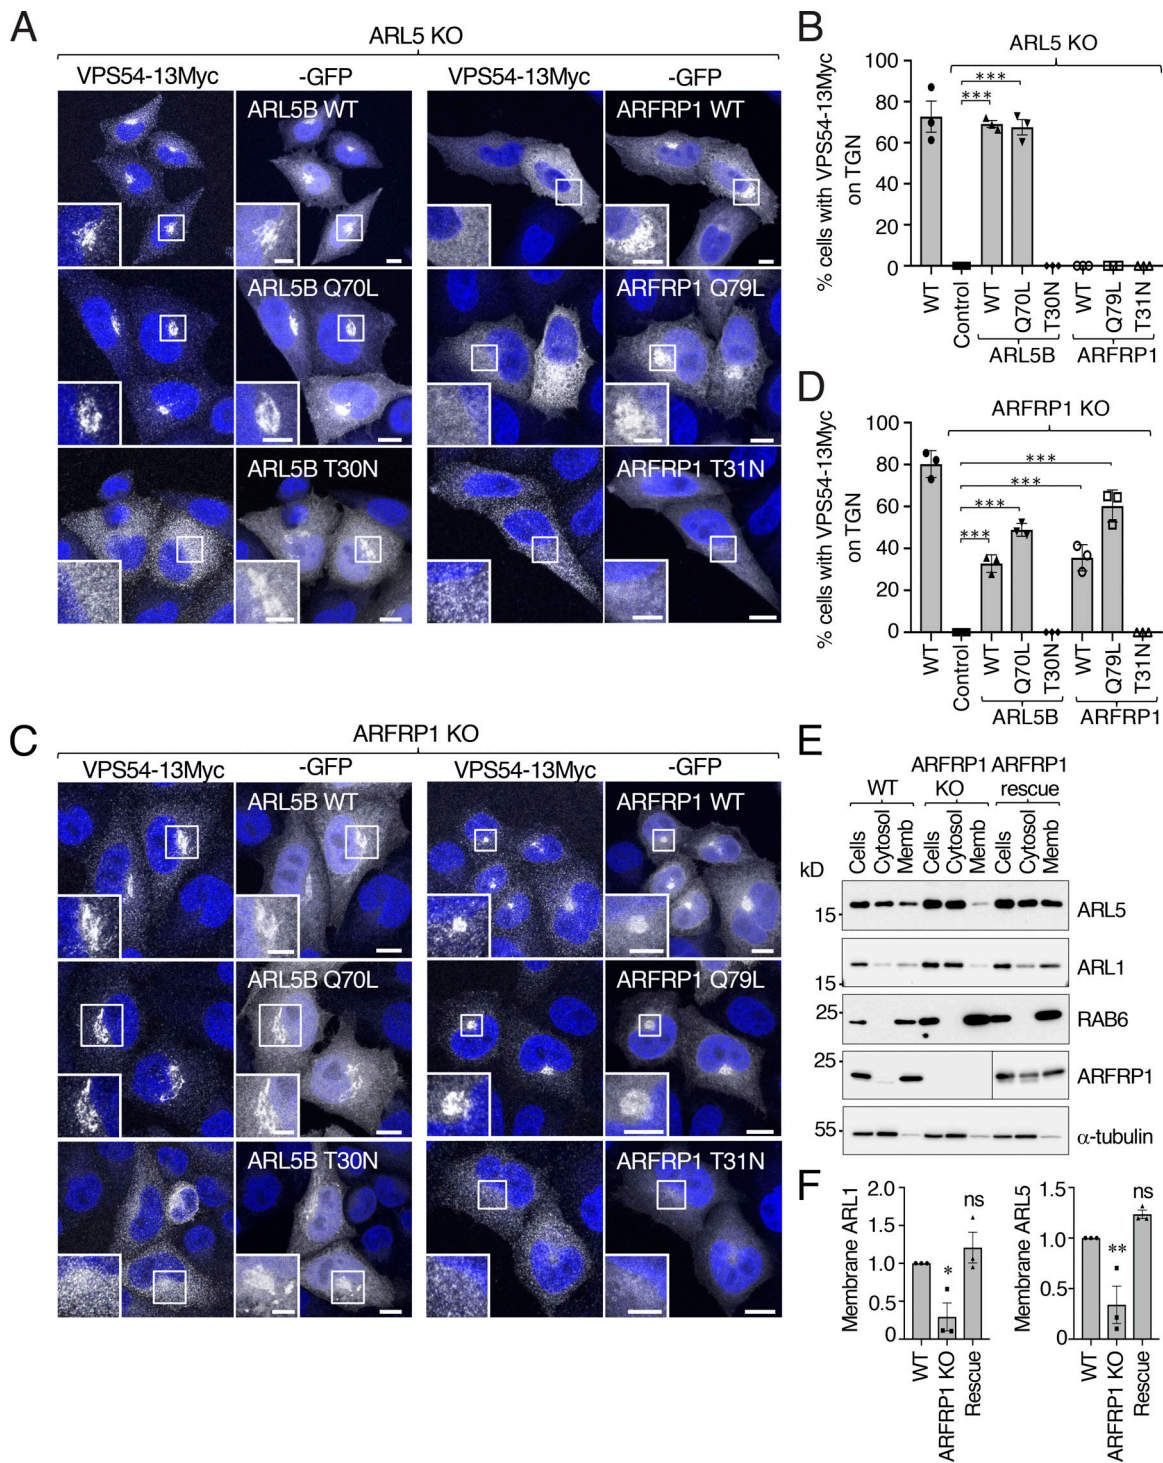 A
ARL5 KO
VPS54-13Myc -GFP VPS54-13Myc -GFP
ARL5B WT ARFRP1 WT
ARL5B Q70L ARFRP1 Q79L
ARL5B T30N ARFRP1 T31N
B
ARL5 KO
% cells with VPS54-13Myc
on TGN
100
80
60
40
20
0
*** 
***
WT Control WT Q70L T30N WT Q79L T31N
ARL5B ARFRP1
C
ARFRP1 KO
VPS54-13Myc -GFP VPS54-13Myc -GFP
ARL5B WT ARFRP1 WT
ARL5B Q70L ARFRP1 Q79L
ARL5B T30N ARFRP1 T31N
D
ARFRP1 KO
% cells with VPS54-13Myc
on TGN
100
80
60
40
20
0
***
***
***
***
WT Control WT Q70L T30N WT Q79L T31N
ARL5B ARFRP1
E
WT ARFRP1 KO ARFRP1 rescue
Cells Cytosol Memb Cells Cytosol Memb Cells Cytosol Memb
kD
15 ARL5
15 ARL1
25 RAB6
25 ARFRP1
55 α-tubulin
F
Membrane ARL1
2.0
1.5
1.0
0.5
0
* ns
WT ARFRP1 KO Rescue
Membrane ARL5
1.5
1.0
0.5
0
** ns
WT ARFRP1 KO Rescue